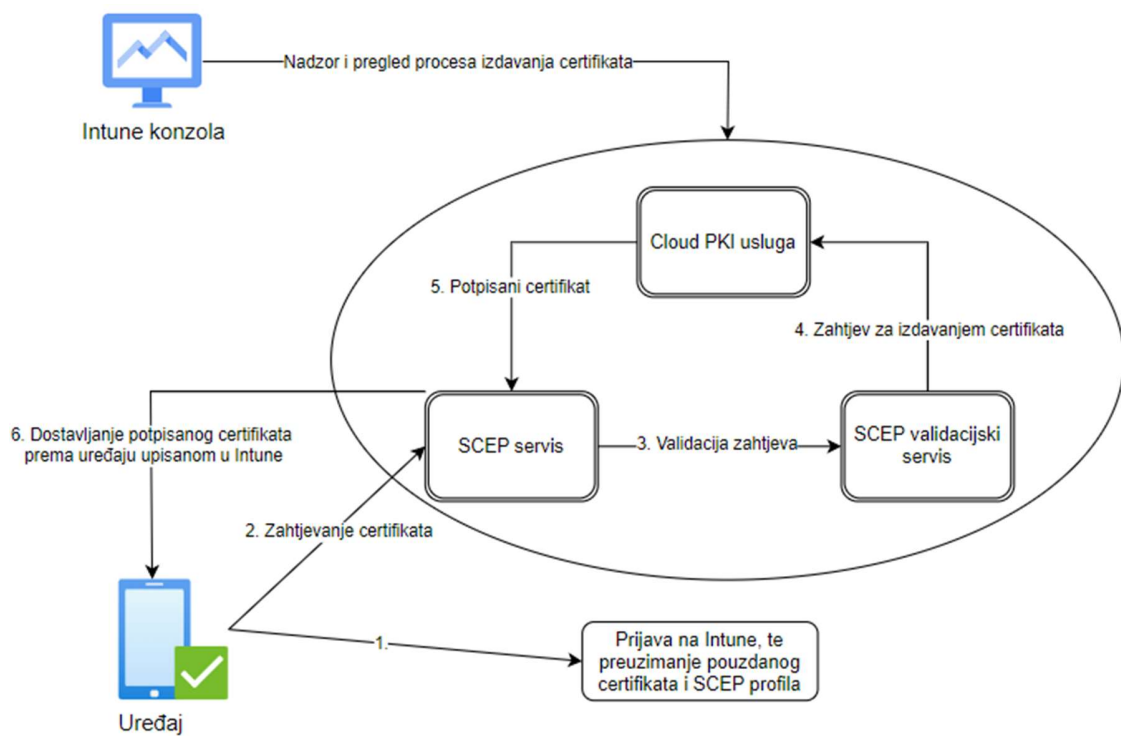 Nadzor i pregled procesa izdavanja certifikata
Intune konzola
Cloud PKI usluga
5. Potpisani certifikat
4. Zahtjev za izdavanjem certifikata
6. Dostavljanje potpisanog certifikata
prema uređaju upisanom u Intune
SCEP servis
3. Validacija zahtjeva
SCEP validacijski
servis
2. Zahtjevanje certifikata
1.
Prijava na Intune, te
preuzimanje pouzdanog
certifikata i SCEP profila
Uređaj